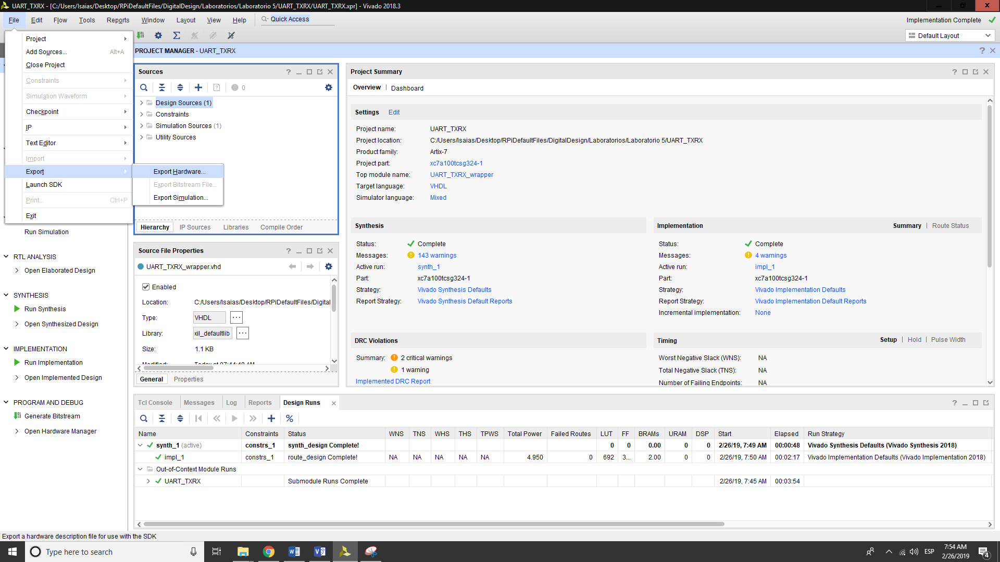 UART_TXRX - [C:/Users/Isaias/Desktop/RPiDefaultFiles/DigitalDesign/Laboratorios/Laboratorio 5/UART_TXRX/UART_TXRX.xpr] - Vivado 2018.3
File Edit Flow Tools Reports Window Layout View Help Quick Access
Implementation Complete
Default Layout
Project
Add Sources... Alt+A
Close Project
Constraints
Simulation Waveform
Checkpoint
IP
Text Editor
Import
Export
Launch SDK
Print... Ctrl+P
Exit
Export Hardware...
Export Bitstream File...
Export Simulation...
Run Simulation
RTL ANALYSIS
Open Elaborated Design
SYNTHESIS
Run Synthesis
Open Synthesized Design
IMPLEMENTATION
Run Implementation
Open Implemented Design
PROGRAM AND DEBUG
Generate Bitstream
Open Hardware Manager
PROJECT MANAGER - UART_TXRX
Sources
0
Design Sources (1)
Constraints
Simulation Sources (1)
Utility Sources
Hierarchy IP Sources Libraries Compile Order
Source File Properties
UART_TXRX_wrapper.vhd
Enabled
Location: C:/Users/Isaias/Desktop/RPiDefaultFiles/Digital
Type: VHDL
Library: xil_defaultlib
Size: 1.1 KB
Modified: Today at 07:44:48 AM
General Properties
Project Summary
Overview Dashboard
Settings Edit
Project name: UART_TXRX
Project location: C:/Users/Isaias/Desktop/RPiDefaultFiles/DigitalDesign/Laboratorios/Laboratorio 5/UART_TXRX
Product family: Artix-7
Project part: xc7a100tcsg324-1
Top module name: UART_TXRX_wrapper
Target language: VHDL
Simulator language: Mixed
Synthesis
Status: Complete
Messages: 143 warnings
Active run: synth_1
Part: xc7a100tcsg324-1
Strategy: Vivado Synthesis Defaults
Report Strategy: Vivado Synthesis Default Reports
Implementation Summary Route Status
Status: Complete
Messages: 4 warnings
Active run: impl_1
Part: xc7a100tcsg324-1
Strategy: Vivado Implementation Defaults
Report Strategy: Vivado Implementation Default Reports
Incremental implementation: None
DRC Violations
Summary: 2 critical warnings
1 warning
Implemented DRC Report
Timing Setup Hold Pulse Width
Worst Negative Slack (WNS): NA
Total Negative Slack (TNS): NA
Number of Failing Endpoints: NA
Tcl Console Messages Log Reports Design Runs
Name Constraints Status WNS TNS WHS THS TPWS Total Power Failed Routes LUT FF BRAMs URAM DSP Start Elapsed Run Strategy
synth_1 (active) constrs_1 synth_design Complete! 0 0 0.00 0 0 2/26/19, 7:49 AM 00:00:48 Vivado Synthesis Defaults (Vivado Synthesis 2018)
impl_1 constrs_1 route_design Complete! NA NA NA NA NA 4.950 0 692 3... 2.00 0 0 2/26/19, 7:50 AM 00:02:17 Vivado Implementation Defaults (Vivado Implementation 2018)
Out-of-Context Module Runs
UART_TXRX Submodule Runs Complete 2/26/19, 7:45 AM 00:03:54
Export a hardware description file for use with the SDK
Type here to search
ESP
7:54 AM
2/26/2019
4